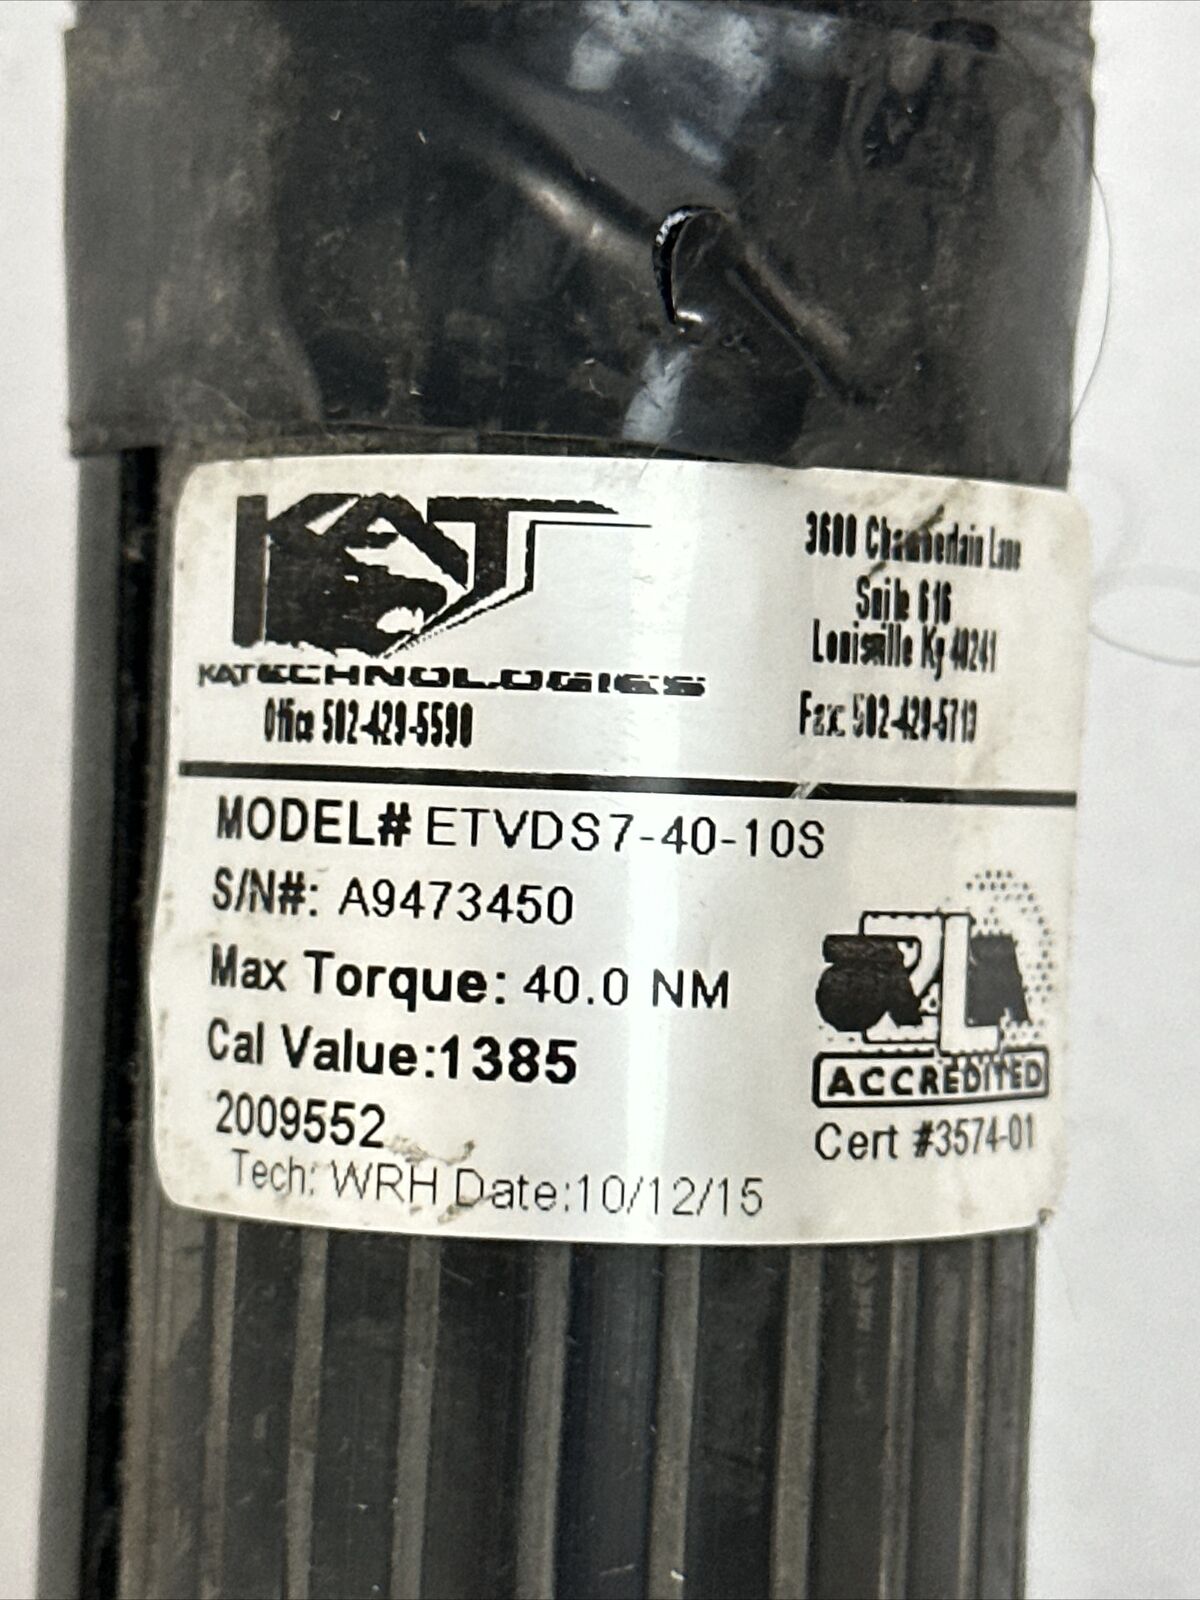 KAT
KATECHNOLOGIES
Office 502-429-5590
3600 Chamberlain Lane
Suite 616
Louisville Ky 40241
Fax: 502-429-5713
MODEL# ETVDS7-40-10S
S/N#: A9473450
Max Torque: 40.0 NM
Cal Value:1385
2009552
Tech: WRH Date:10/12/15
A2LA
ACCREDITED
Cert #3574-01